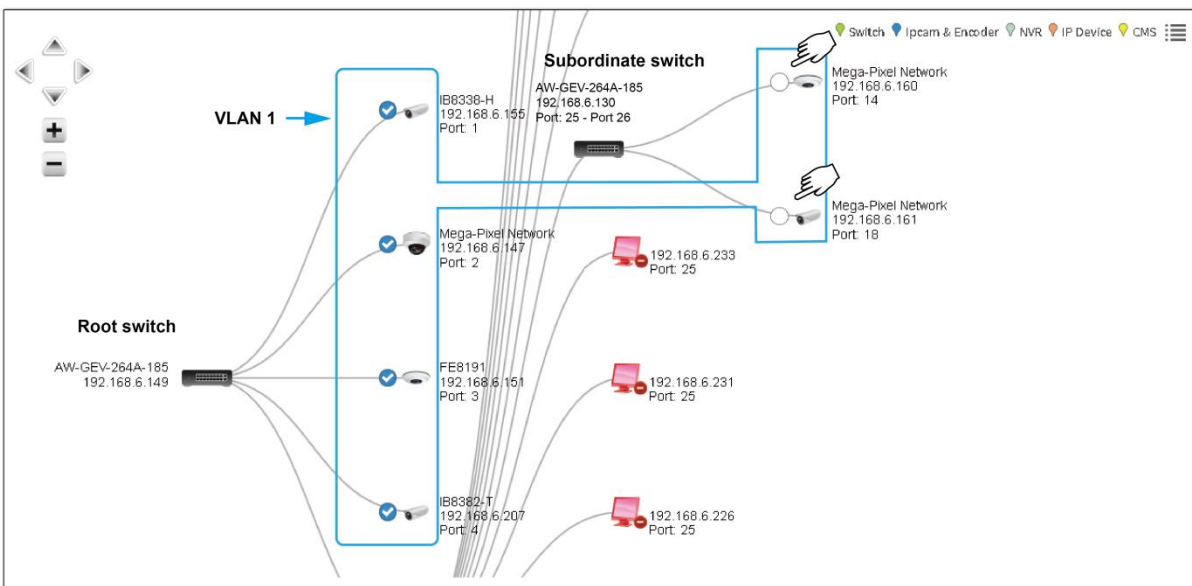 Switch Ipcam & Encoder NVR IP Device CMS
Subordinate switch
AW-GEV-264A-185
192.168.6.130
Port: 25 - Port 26
Mega-Pixel Network
192.168.6.160
Port: 14
VLAN 1
IB8338-H
192.168.6.155
Port: 1
Mega-Pixel Network
192.168.6.161
Port: 18
Mega-Pixel Network
192.168.6.147
Port: 2
192.168.6.233
Port: 25
Root switch
AW-GEV-264A-185
192.168.6.149
FE8191
192.168.6.151
Port: 3
192.168.6.231
Port: 25
IB8382-T
192.168.6.207
Port: 4
192.168.6.226
Port: 25